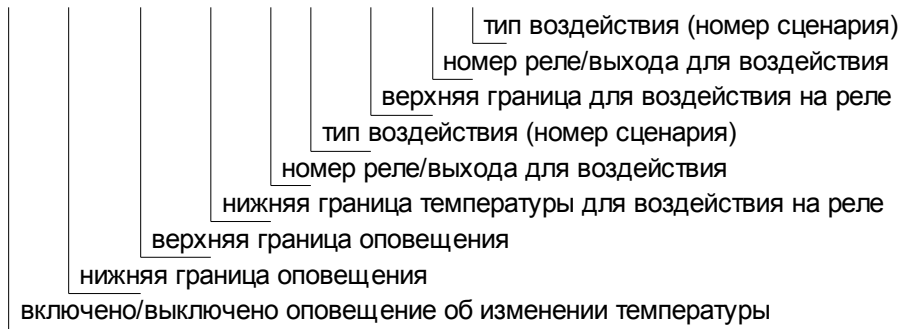 тип воздействия (номер сценария)
номер реле/выхода для воздействия
верхняя граница для воздействия на реле
тип воздействия (номер сценария)
номер реле/выхода для воздействия
нижняя граница температуры для воздействия на реле
верхняя граница оповещения
нижняя граница оповещения
включено/выключено оповещение об изменении температуры